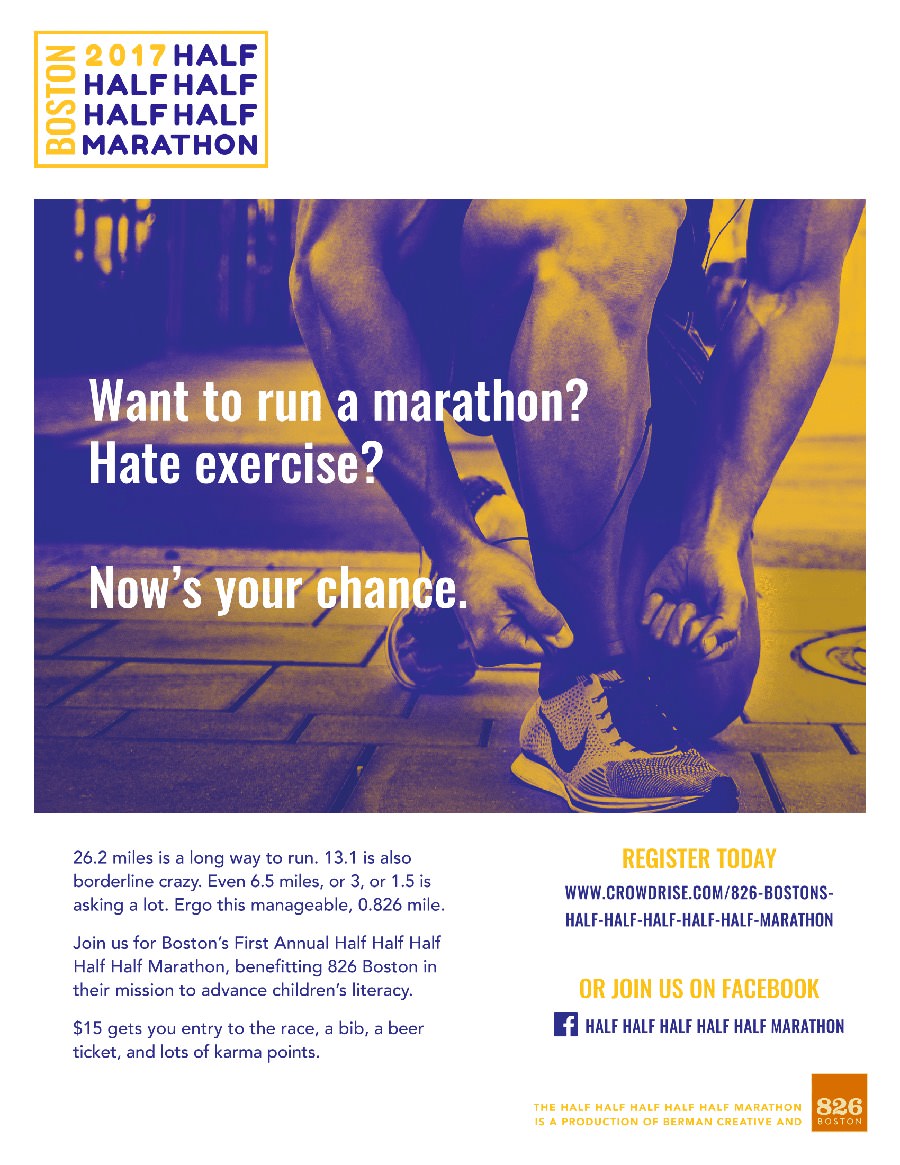 BOSTON
2017 HALF
HALF HALF
HALF HALF
MARATHON
Want to run a marathon?
Hate exercise?
Now's your chance.
26.2 miles is a long way to run. 13.1 is also
borderline crazy. Even 6.5 miles, or 3, or 1.5 is
asking a lot. Ergo this manageable, 0.826 mile.
Join us for Boston's First Annual Half Half Half
Half Half Marathon, benefitting 826 Boston in
their mission to advance children's literacy.
$15 gets you entry to the race, a bib, a beer
ticket, and lots of karma points.
REGISTER TODAY
WWW.CROWDRISE.COM/826-BOSTONS-
HALF-HALF-HALF-HALF-HALF-MARATHON
OR JOIN US ON FACEBOOK
f HALF HALF HALF HALF HALF MARATHON
THE HALF HALF HALF HALF HALF MARATHON
IS A PRODUCTION OF BERMAN CREATIVE AND
826
BOSTON